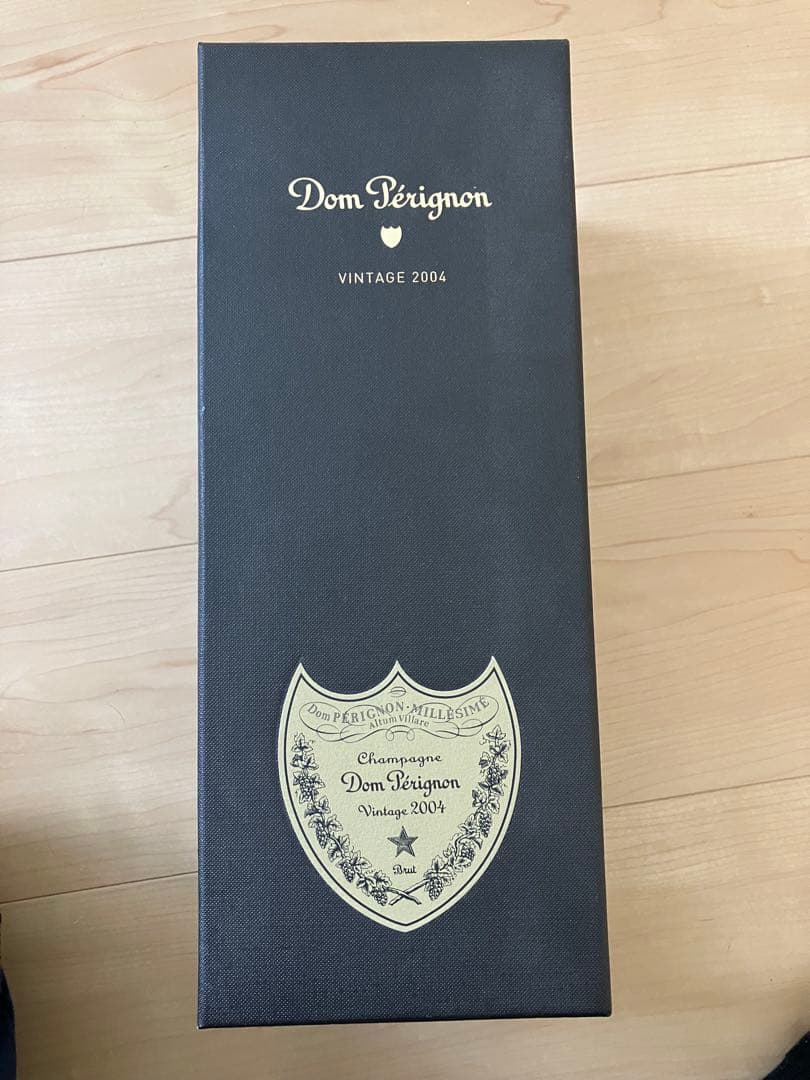 Dom Pérignon
VINTAGE 2004
Dom PÉRIGNON·MILLÉSIMÉ
Altum Villare
Champagne
Dom Pérignon
Vintage 2004
Brut